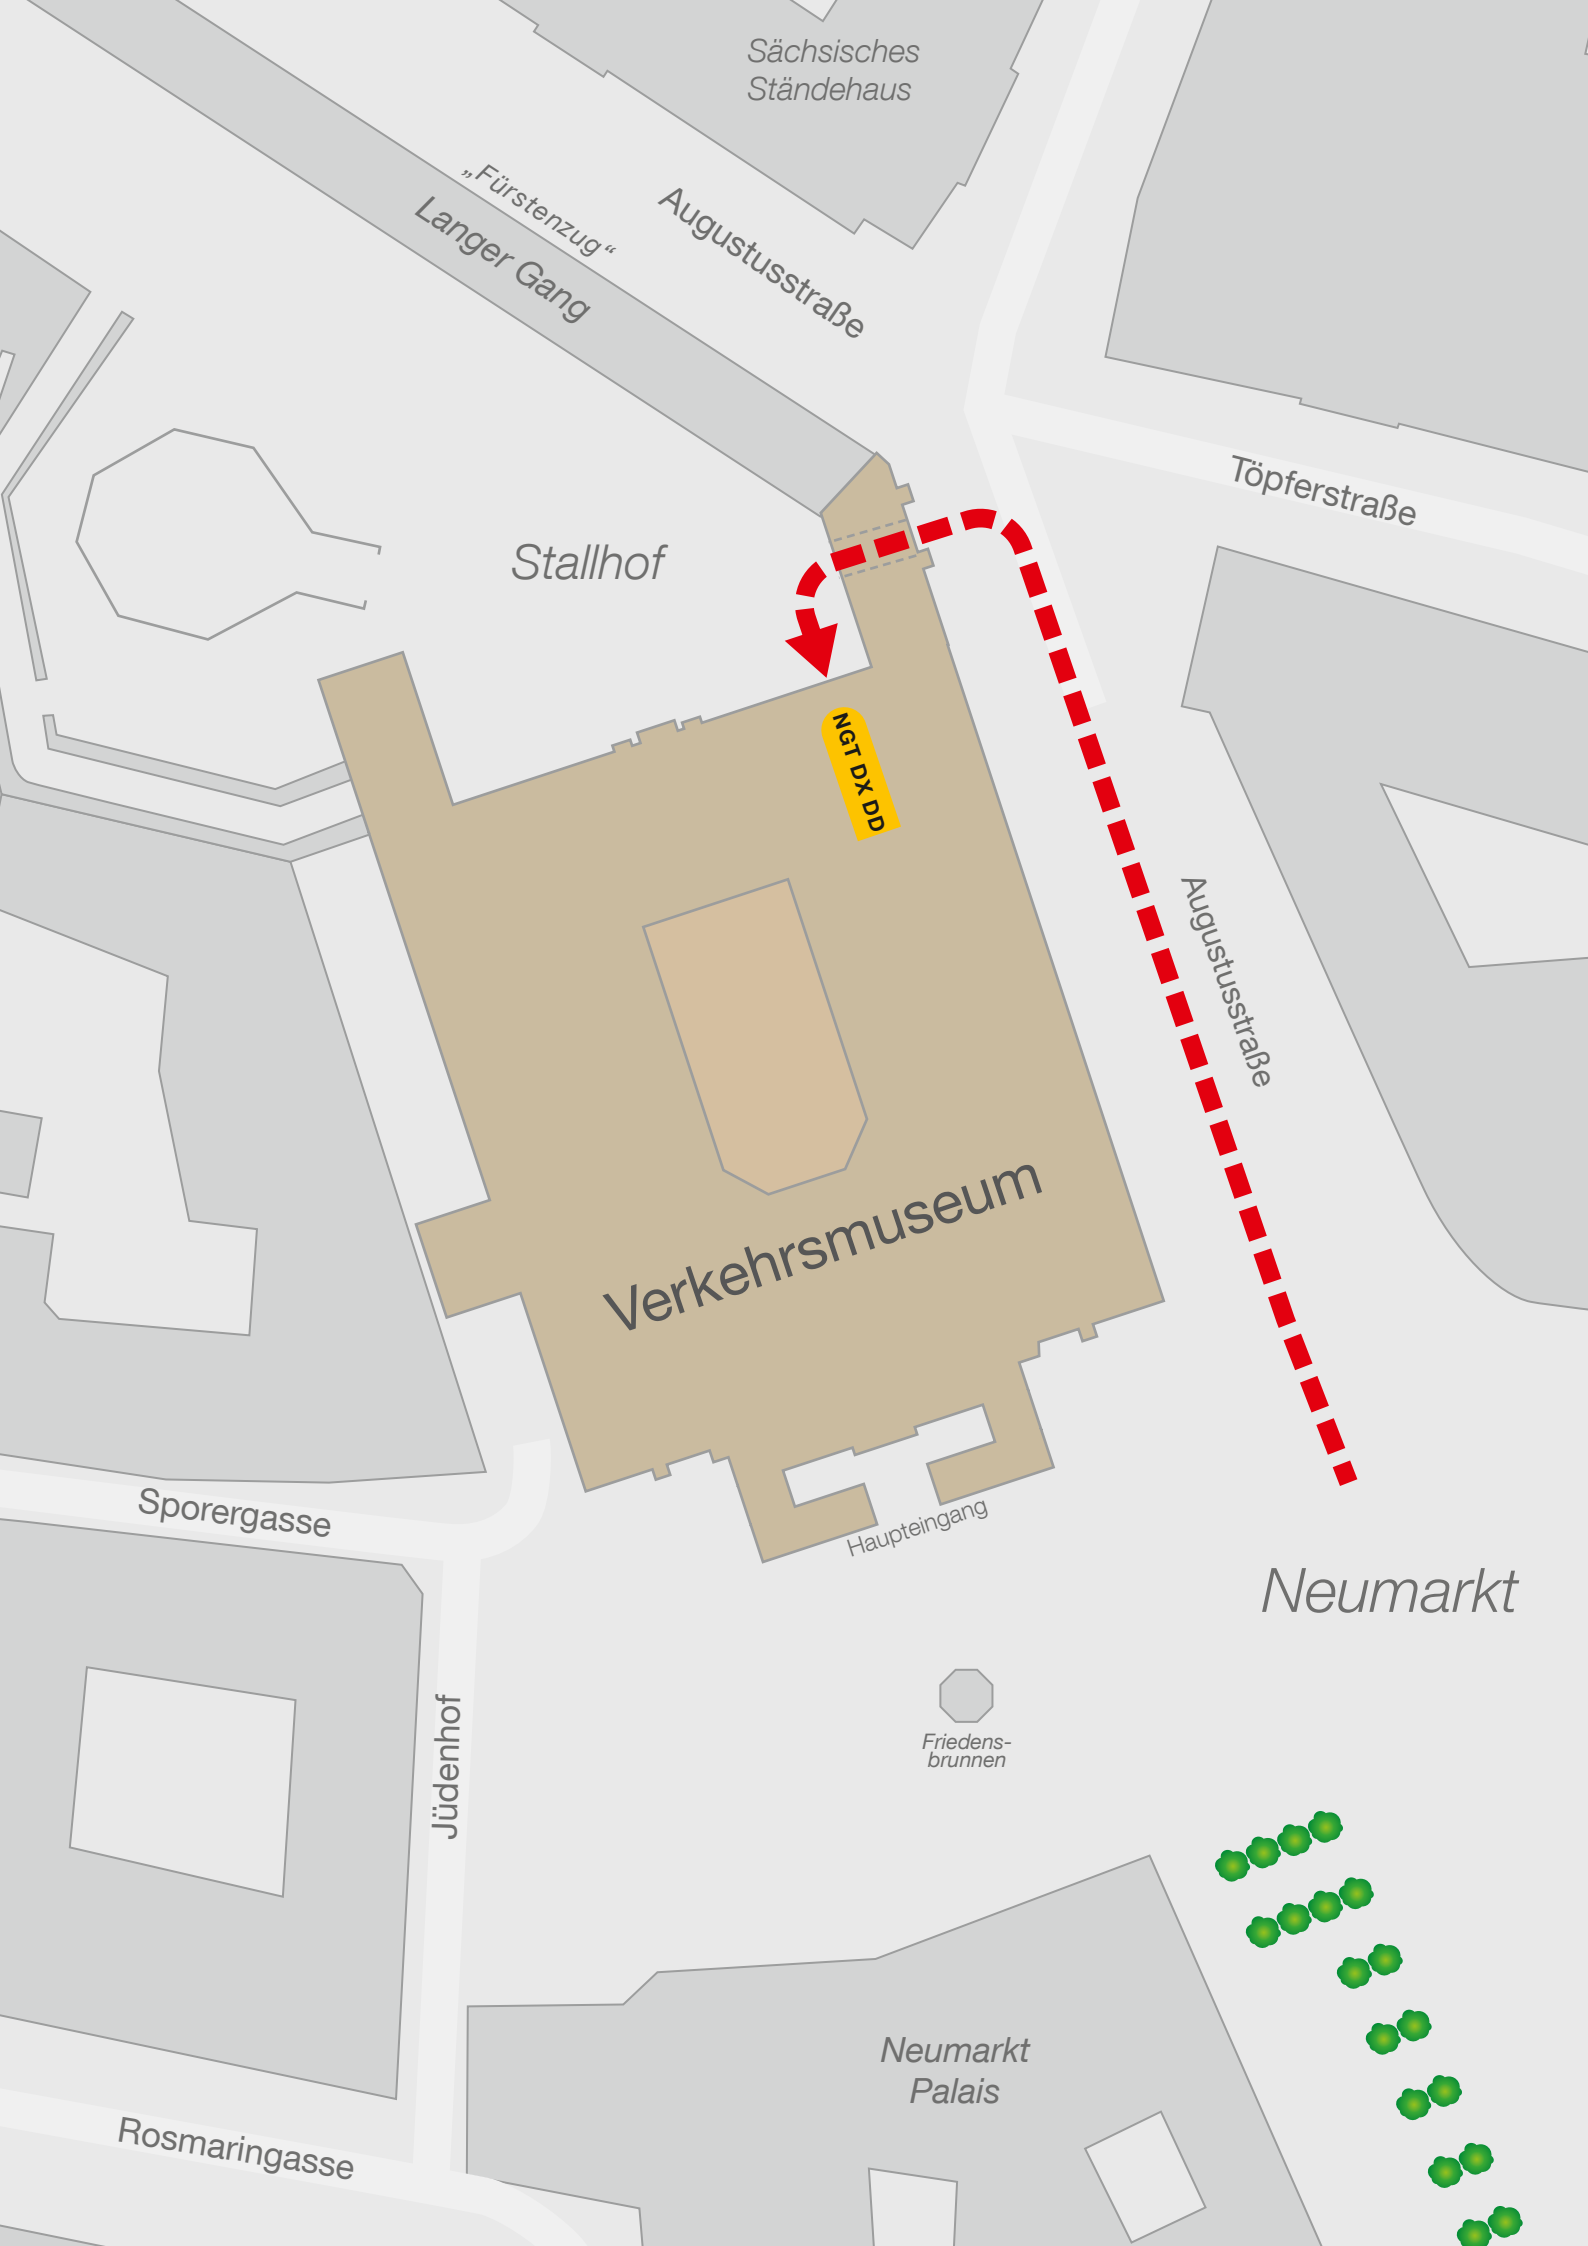 Sächsisches
Ständehaus
„Fürstenzug“
Langer Gang
Augustusstraße
Töpferstraße
Stallhof
NGT DX DD
Augustusstraße
Verkehrsmuseum
Haupteingang
Sporergasse
Neumarkt
Jüdenhof
Friedens-
brunnen
Neumarkt
Palais
Rosmaringasse